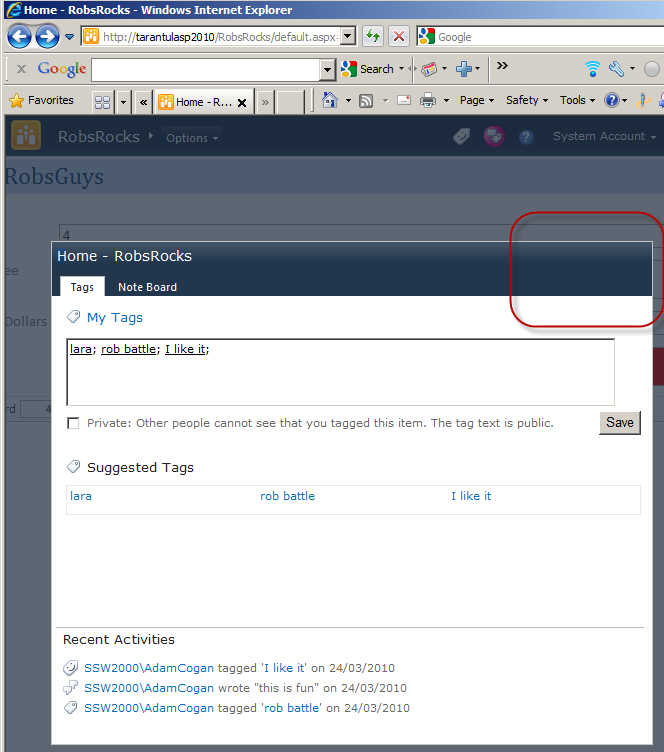 Home - RobsRocks - Windows Internet Explorer
http://tarantulasp2010/RobsRocks/default.aspx
Google
x Google Search
Favorites Home - R... Page Safety Tools
RobsRocks Options System Account
RobsGuys
4
ee
Dollars
rd 4
Home - RobsRocks
Tags Note Board
My Tags
lara; rob battle; I like it;
Private: Other people cannot see that you tagged this item. The tag text is public. Save
Suggested Tags
lara rob battle I like it
Recent Activities
SSW2000\AdamCogan tagged 'I like it' on 24/03/2010
SSW2000\AdamCogan wrote "this is fun" on 24/03/2010
SSW2000\AdamCogan tagged 'rob battle' on 24/03/2010